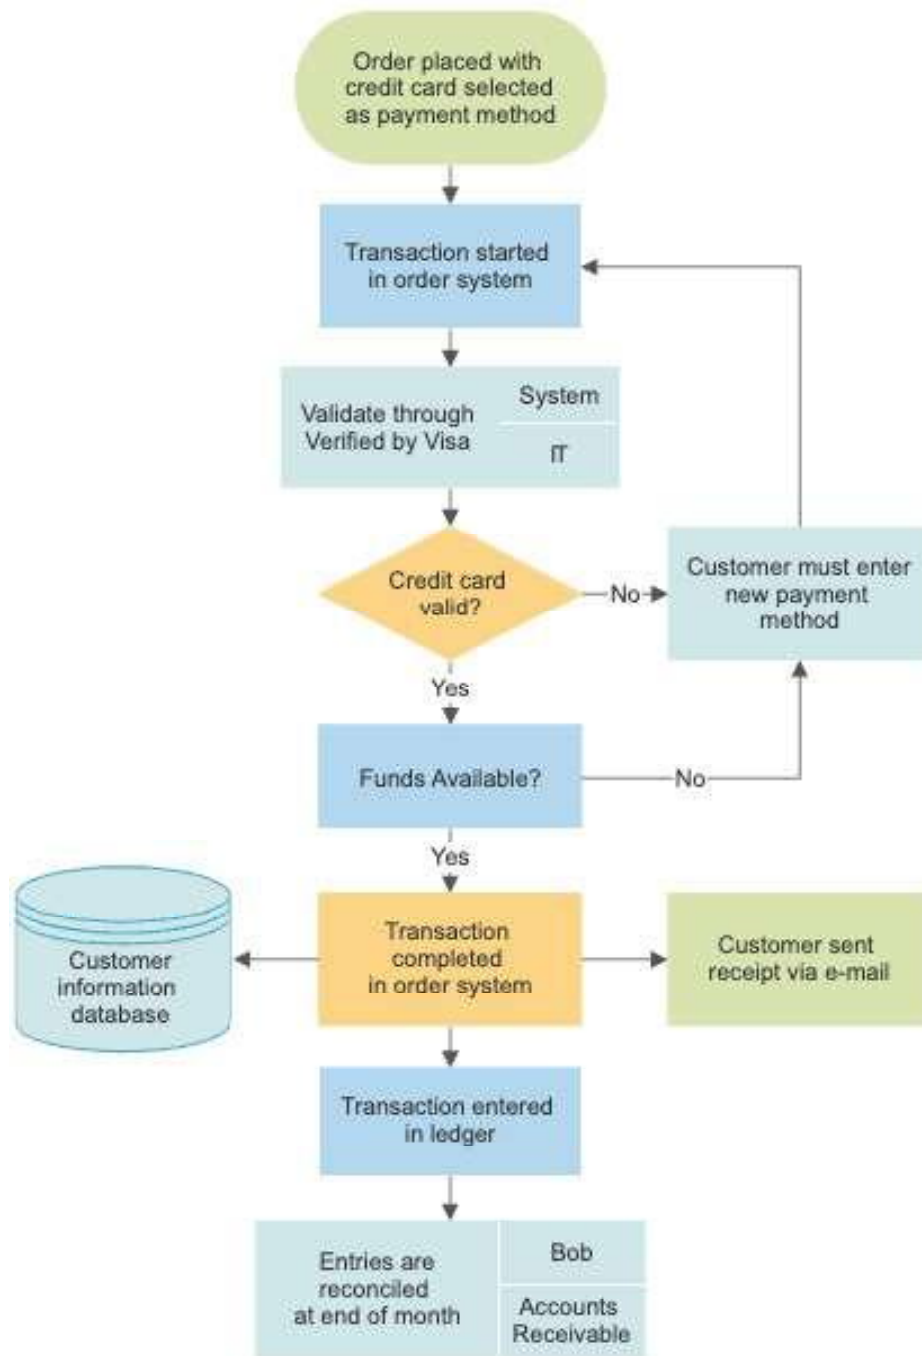 Order placed with
credit card selected
as payment method
Transaction started
in order system
Validate through
Verified by Visa
System
IT
Credit card
valid?
No
Customer must enter
new payment
method
Yes
Funds Available?
No
Yes
Customer
information
database
Transaction
completed
in order system
Customer sent
receipt via e-mail
Transaction entered
in ledger
Entries are
reconciled
at end of month
Bob
Accounts
Receivable